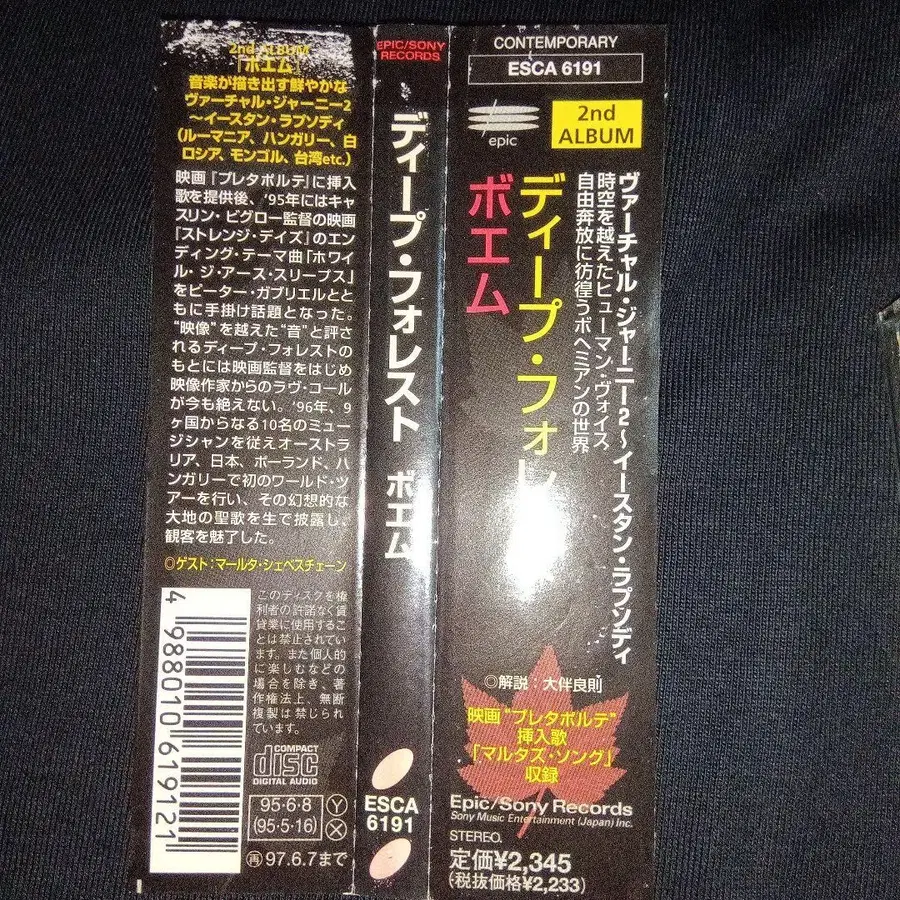 2nd ALBUM
『ボエム』
音楽が描き出す鮮やかな
ヴァーチャル・ジャーニー2
〜イースタン・ラプソディ
(ルーマニア、ハンガリー、白
ロシア、モンゴル、台湾etc.)
映画『プレタポルテ』に挿入
歌を提供後、'95年にはキャ
スリン・ビグロー監督の映画
『ストレンジ・デイズ』のエン
ディング・テーマ曲「ホワイ
ル・ジ・アース・スリープス」
をピーター・ガブリエルとと
もに手掛け話題となった。
“映像”を越えた“音”と評さ
れるディープ・フォレストの
もとには映画監督をはじめ
映像作家からのラヴ・コール
が今も絶えない。'96年、9
ヶ国からなる10名のミュー
ジシャンを従えオーストラ
リア、日本、ポーランド、ハ
ンガリーで初のワールド・ツ
アーを行い、その幻想的な
大地の聖歌を生で披露し、
観客を魅了した。
◎ゲスト:マールタ・シェベスチェーン
4 988010 619121
このディスクを権
利者の許諾なく賃
貸業に使用するこ
とは禁止されてい
ます。また個人的
に楽しむなどの
場合を除き、著
作権法上、無断
複製は禁じられ
ています。
COMPACT
disc
DIGITAL AUDIO
95・6・8
(95・5・16)
Y
X
再97.6.7まで
EPIC/SONY
RECORDS
ディープ・フォレスト ボエム
ESCA
6191
CONTEMPORARY
ESCA 6191
epic
2nd
ALBUM
ヴァーチャル・ジャーニー2〜イースタン・ラプソディ
時空を越えたヒューマン・ヴォイス、
自由奔放に彷徨うボヘミアンの世界
ディープ・フォレ
ボエム
◎解説:大伴良則
映画“プレタポルテ”
挿入歌
「マルタズ・ソング」
収録
Epic/Sony Records
Sony Music Entertainment (Japan) Inc.
STEREO.
定価¥2,345
(税抜価格¥2,233)